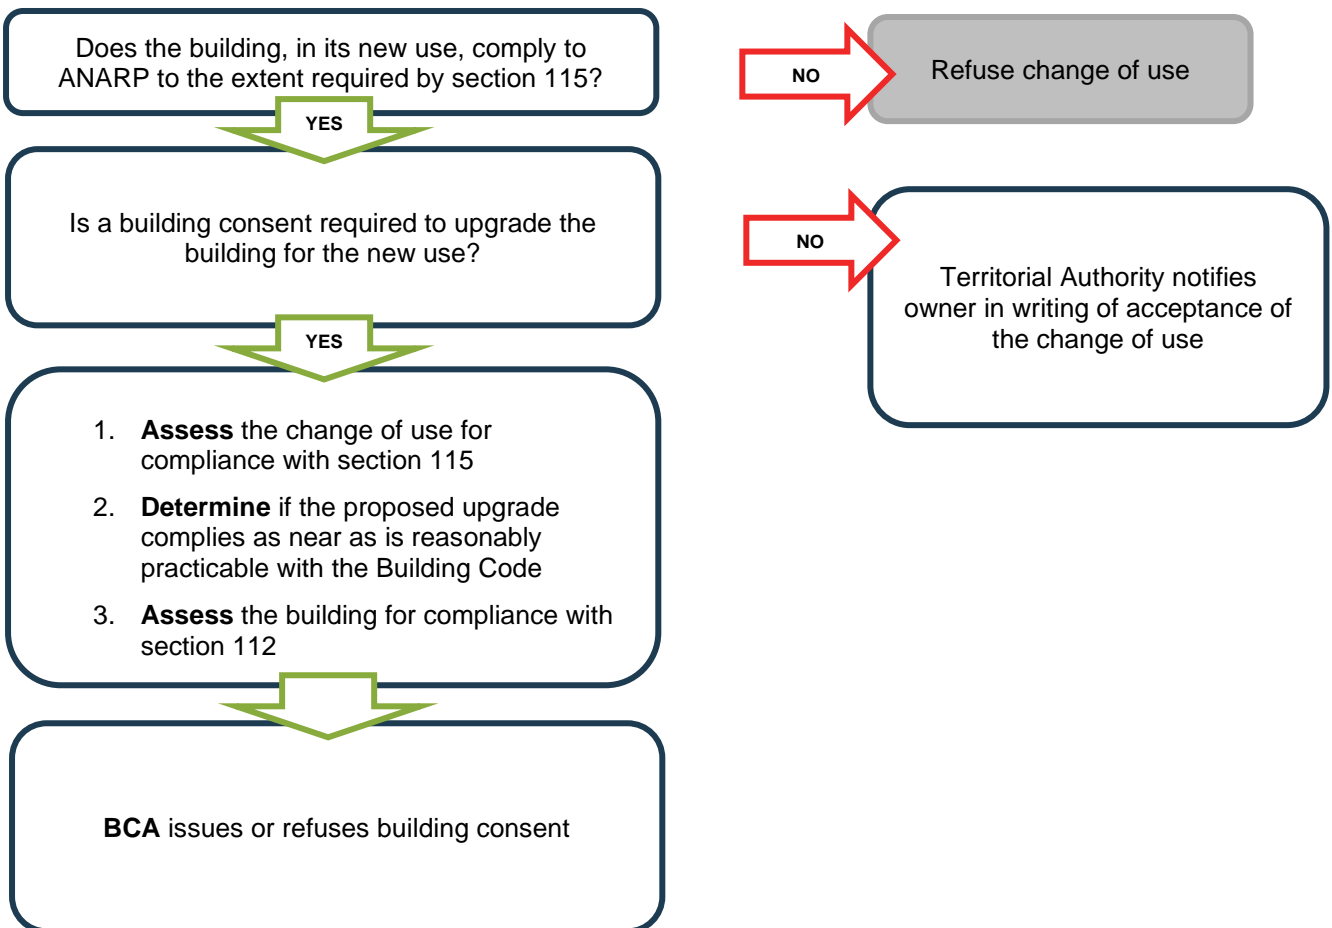 Does the building, in its new use, comply to
ANARP to the extent required by section 115?
NO
Refuse change of use
YES
Is a building consent required to upgrade the
building for the new use?
NO
Territorial Authority notifies
owner in writing of acceptance of
the change of use
YES
1. Assess the change of use for
compliance with section 115
2. Determine if the proposed upgrade
complies as near as is reasonably
practicable with the Building Code
3. Assess the building for compliance with
section 112
BCA issues or refuses building consent